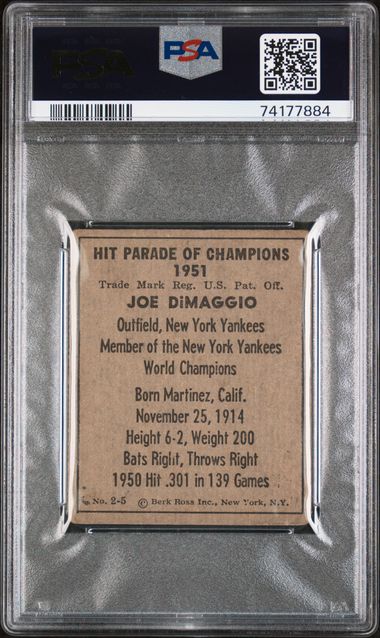 PSA
PSA
74177884
HIT PARADE OF CHAMPIONS
1951
Trade Mark Reg. U.S. Pat. Off.
JOE DiMAGGIO
Outfield, New York Yankees
Member of the New York Yankees
World Champions
Born Martinez, Calif.
November 25, 1914
Height 6-2, Weight 200
Bats Right, Throws Right
1950 Hit .301 in 139 Games
No. 2-5 © Berk Ross Inc., New York, N.Y.